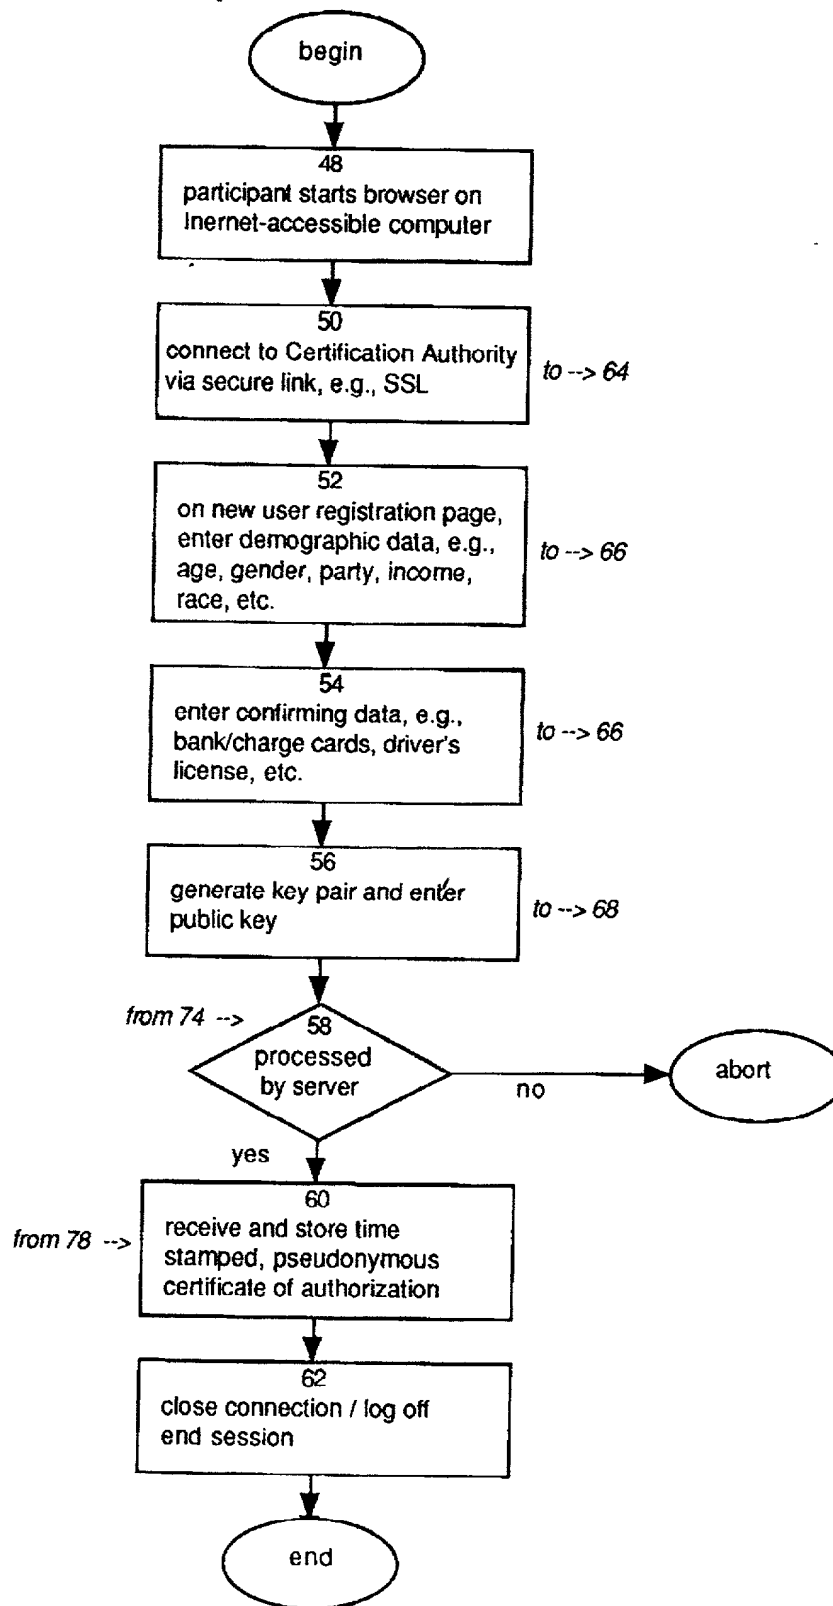 begin
48
participant starts browser on
Inernet-accessible computer
50
connect to Certification Authority
via secure link, e.g., SSL
to --> 64
52
on new user registration page,
enter demographic data, e.g.,
age, gender, party, income,
race, etc.
to --> 66
54
enter confirming data, e.g.,
bank/charge cards, driver's
license, etc.
to --> 66
56
generate key pair and enter
public key
to --> 68
from 74 -->
58
processed
by server
no
abort
yes
from 78 -->
60
receive and store time
stamped, pseudonymous
certificate of authorization
62
close connection / log off
end session
end